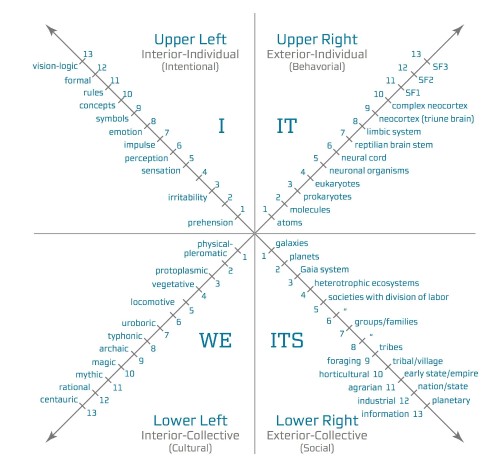 Upper Left
Interior-Individual
(Intentional)
I
13
vision-logic
12
formal
11
rules
10
concepts
9
symbols
8
emotion
7
impulse
6
perception
5
sensation
4
3
irritability
2
1
prehension
Upper Right
Exterior-Individual
(Behavorial)
IT
13
SF3
12
SF2
11
SF1
10
complex neocortex
9
neocortex (triune brain)
8
limbic system
7
reptilian brain stem
6
neural cord
5
neuronal organisms
4
eukaryotes
3
prokaryotes
2
molecules
1
atoms
physical-
pleromatic
1
protoplasmic
2
vegetative
3
4
locomotive
5
6
uroboric
7
typhonic
8
archaic
9
magic
10
mythic
11
rational
12
centauric
13
WE
Lower Left
Interior-Collective
(Cultural)
galaxies
1
planets
2
Gaia system
3
heterotrophic ecosystems
4
societies with division of labor
5
"
6
groups/families
7
"
8
tribes
foraging 9 tribal/village
horticultural 10 early state/empire
agrarian 11 nation/state
industrial 12 planetary
information 13
ITS
Lower Right
Exterior-Collective
(Social)